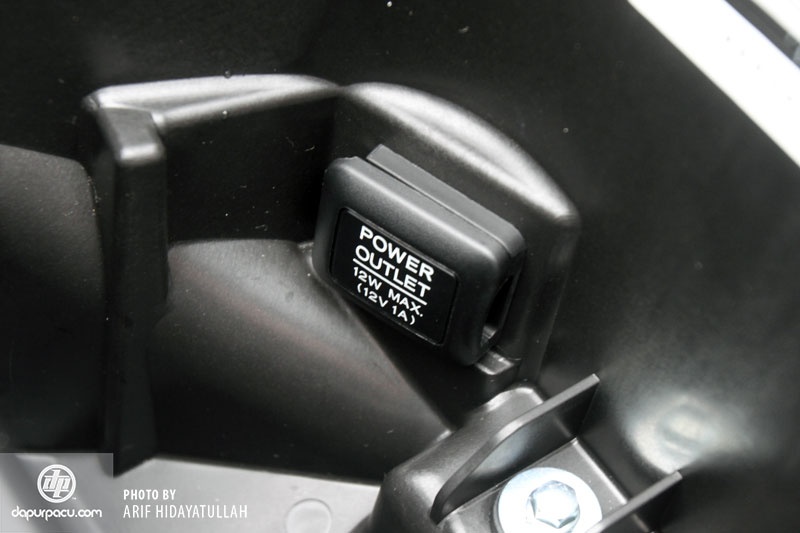 POWER
OUTLET
12W MAX.
(12V 1A)
dp
dapurpacu.com
PHOTO BY
ARIF HIDAYATULLAH